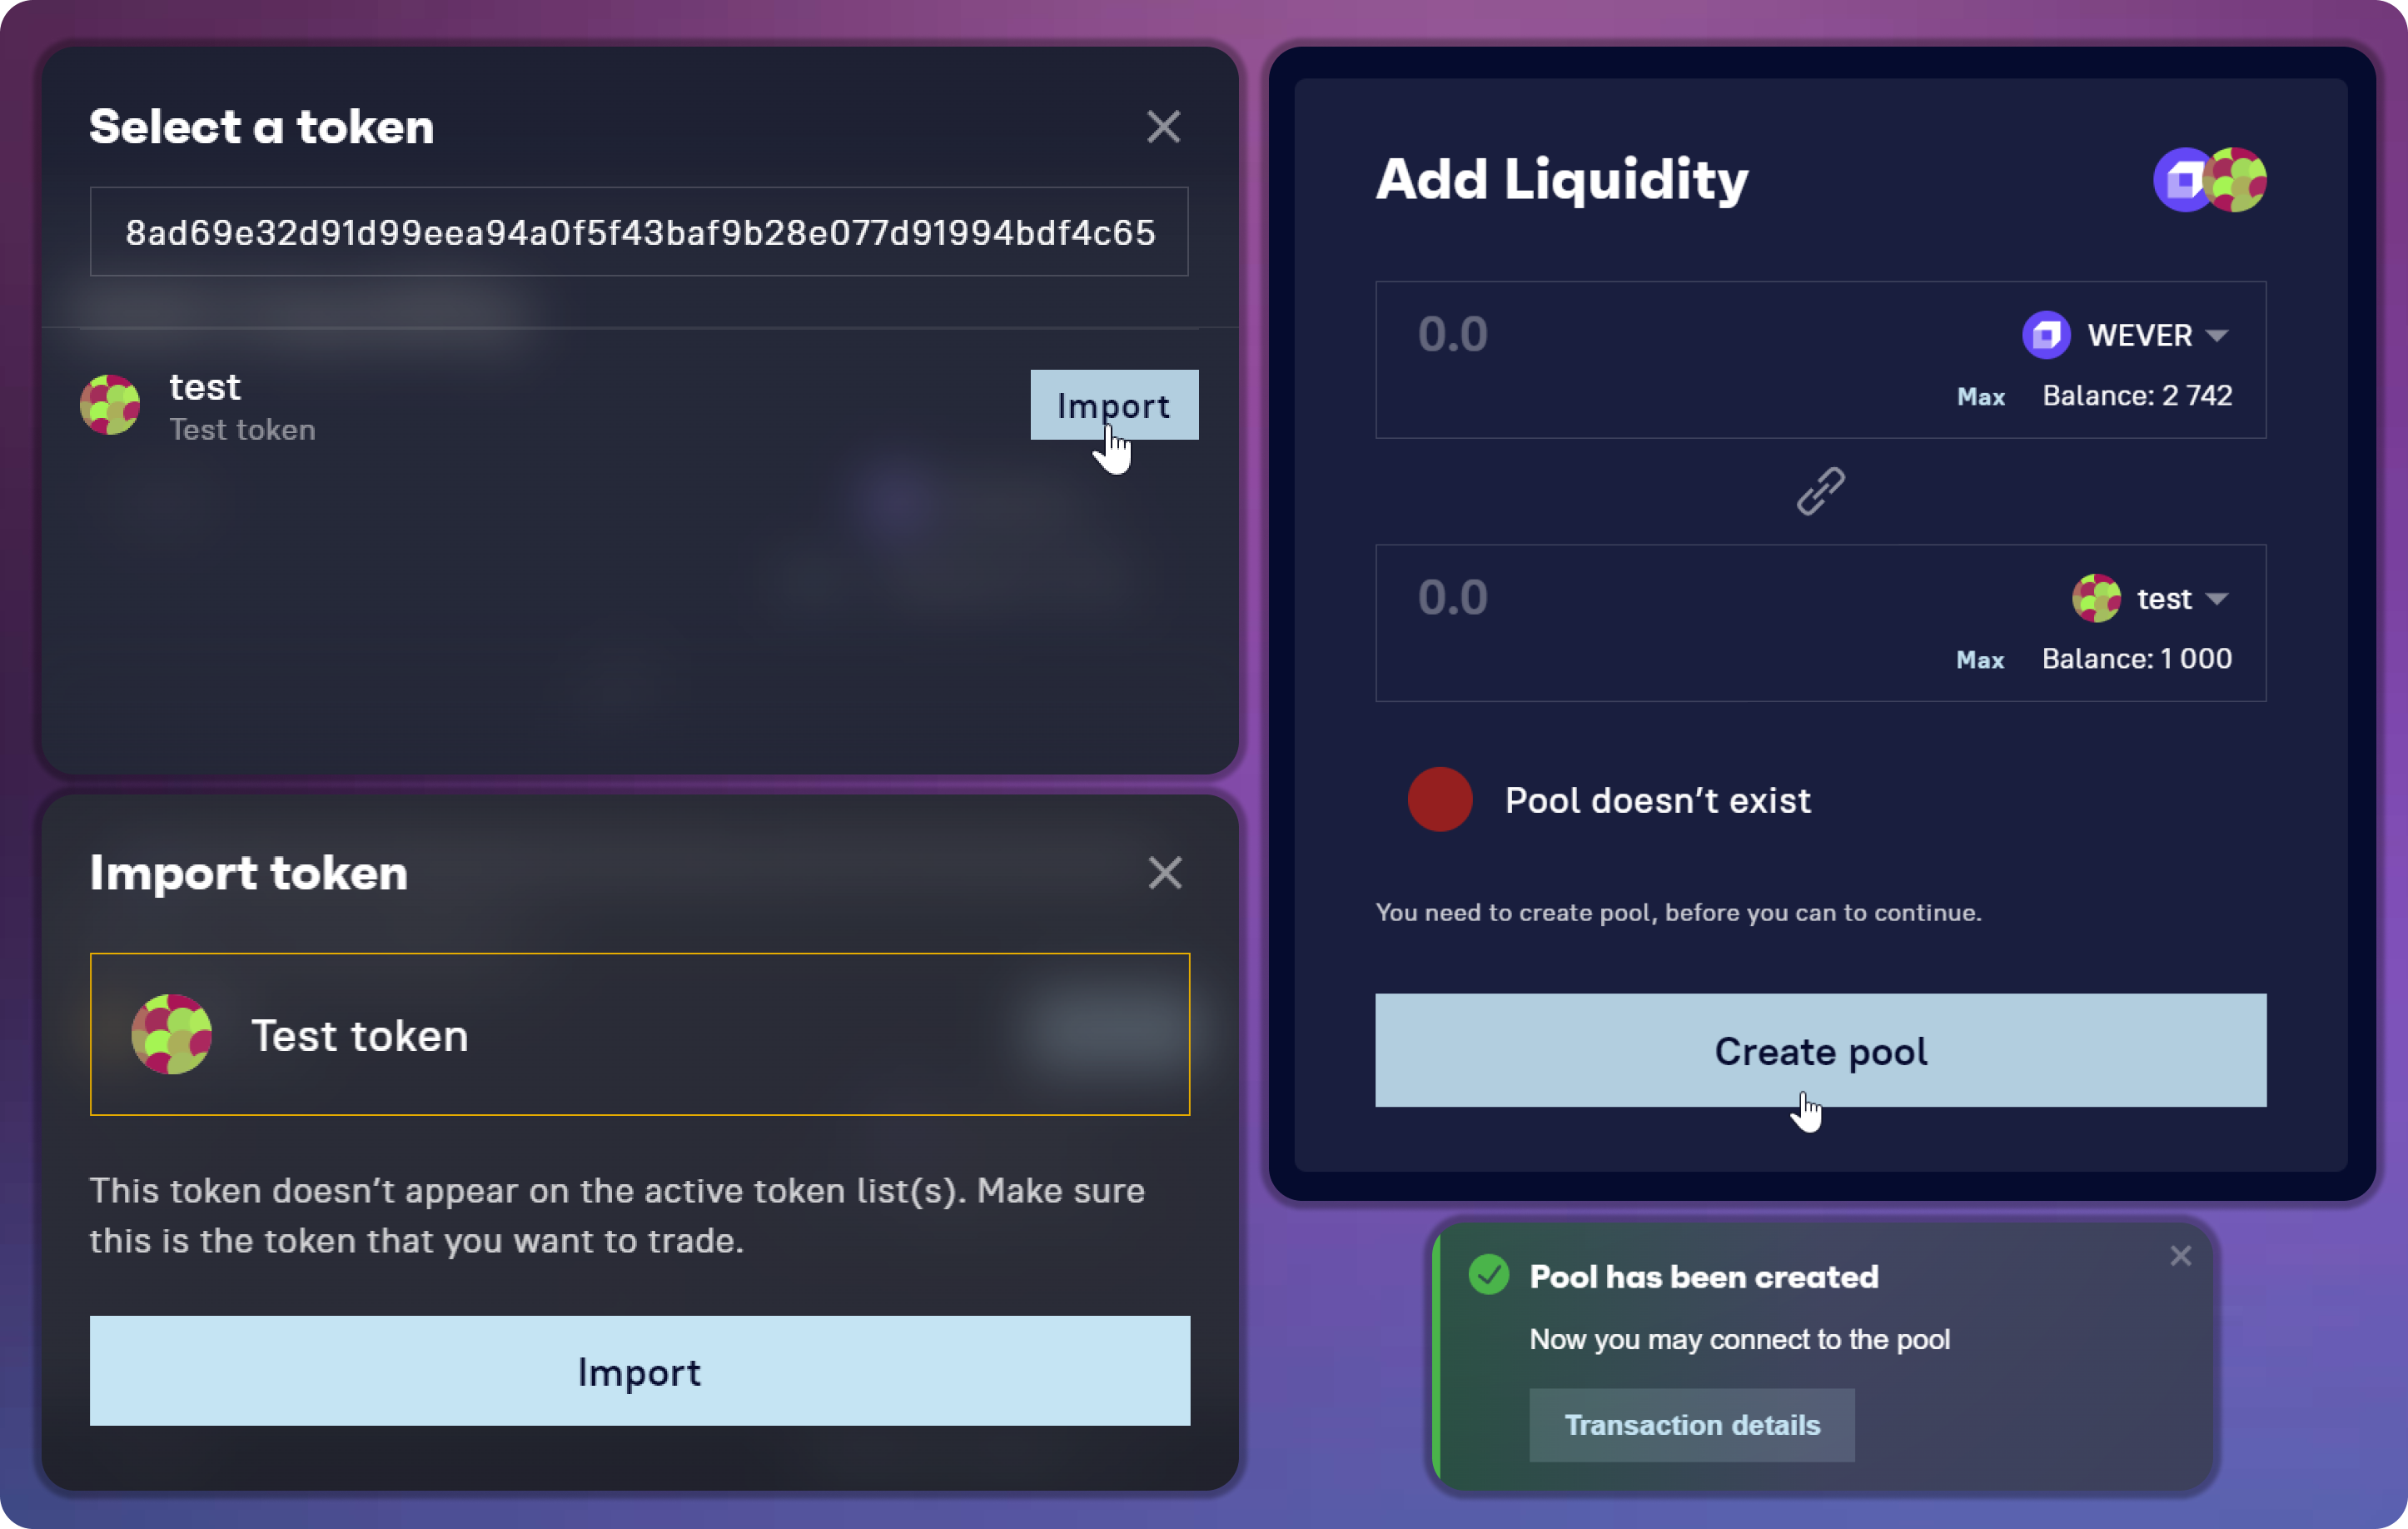 Select a token
8ad69e32d91d99eea94a0f5f43baf9b28e077d91994bdf4c65
test
Test token
Import
Import token
Test token
This token doesn't appear on the active token list(s). Make sure
this is the token that you want to trade.
Import
Add Liquidity
0.0
WEVER
Max Balance: 2 742
0.0
test
Max Balance: 1 000
Pool doesn't exist
You need to create pool, before you can to continue.
Create pool
Pool has been created
Now you may connect to the pool
Transaction details